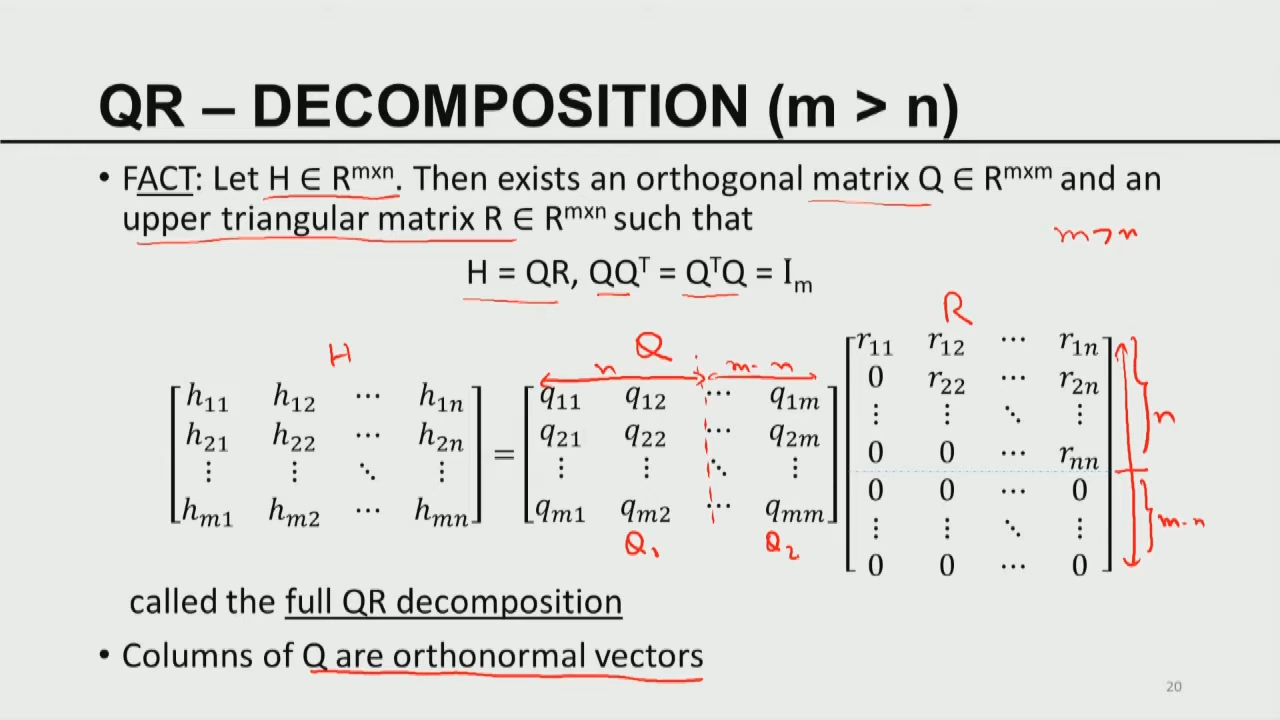 QR – DECOMPOSITION (m > n)
• FACT: Let H ∈ Rᵐˣⁿ. Then exists an orthogonal matrix Q ∈ Rᵐˣᵐ and an
upper triangular matrix R ∈ Rᵐˣⁿ such that
m > n
H = QR, QQᵀ = QᵀQ = Iₘ
H Q R
n m-n
[h₁₁ h₁₂ ⋯ h₁ₙ] = [q₁₁ q₁₂ ⋯ q₁ₘ] [r₁₁ r₁₂ ⋯ r₁ₙ]
h₂₁ h₂₂ ⋯ h₂ₙ q₂₁ q₂₂ ⋯ q₂ₘ 0 r₂₂ ⋯ r₂ₙ
⋮ ⋮ ⋱ ⋮ ⋮ ⋮ ⋱ ⋮ ⋮ ⋮ ⋱ ⋮ n
hₘ₁ hₘ₂ ⋯ hₘₙ qₘ₁ qₘ₂ ⋯ qₘₘ 0 0 ⋯ rₙₙ
0 0 ⋯ 0
⋮ ⋮ ⋱ ⋮ m-n
0 0 ⋯ 0
Q₁ Q₂
called the full QR decomposition
• Columns of Q are orthonormal vectors
20